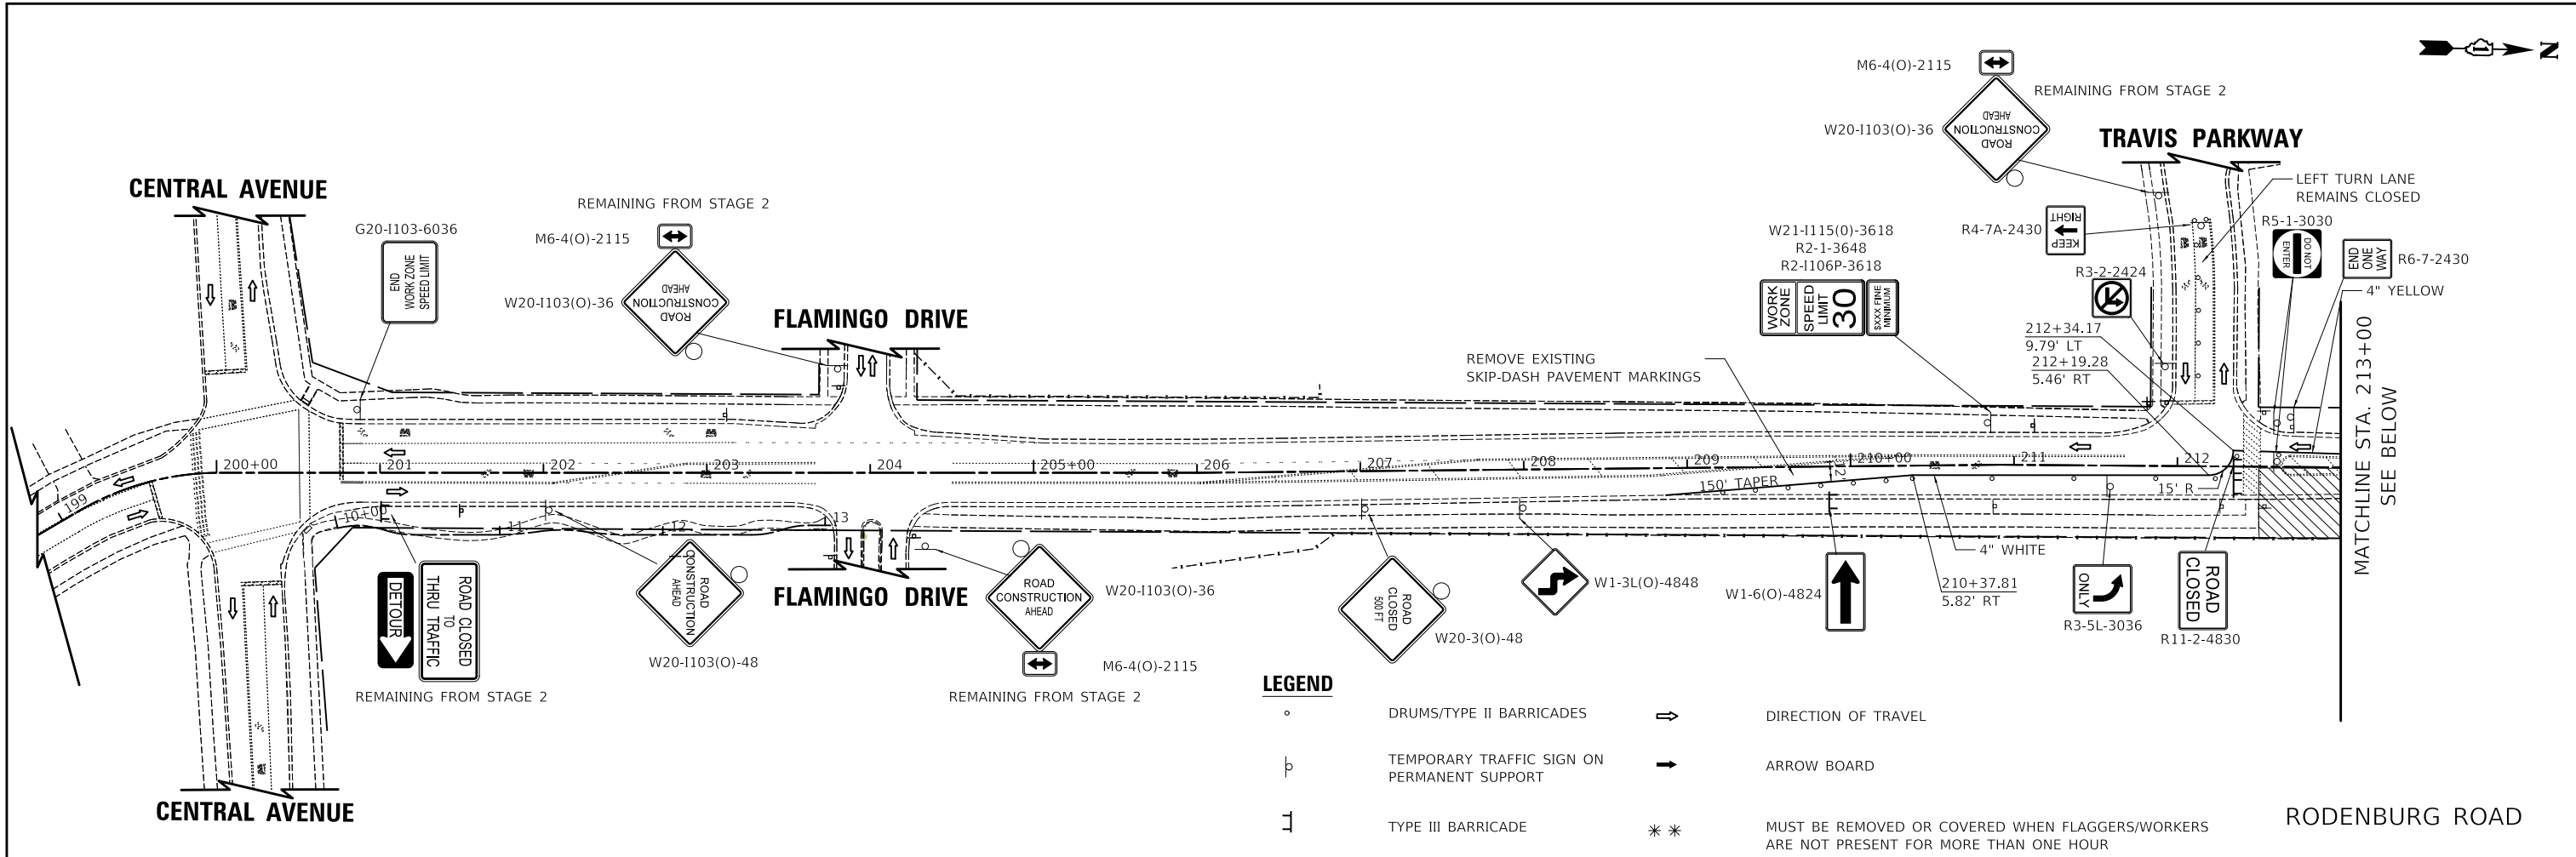 N
M6-4(O)-2115
REMAINING FROM STAGE 2
W20-I103(O)-36
ROAD
CONSTRUCTION
AHEAD
TRAVIS PARKWAY
LEFT TURN LANE
REMAINS CLOSED
CENTRAL AVENUE
G20-I103-6036
END
WORK ZONE
SPEED LIMIT
REMAINING FROM STAGE 2
M6-4(O)-2115
W20-I103(O)-36
ROAD
CONSTRUCTION
AHEAD
FLAMINGO DRIVE
W21-I115(0)-3618
R2-1-3648
R2-I106P-3618
WORK
ZONE
SPEED
LIMIT
30
$XXX FINE
MINIMUM
R4-7A-2430
KEEP
RIGHT
R3-2-2424
R5-1-3030
DO NOT
ENTER
END
ONE
WAY
R6-7-2430
4" YELLOW
212+34.17
9.79' LT
212+19.28
5.46' RT
REMOVE EXISTING
SKIP-DASH PAVEMENT MARKINGS
MATCHLINE STA. 213+00
SEE BELOW
199
200+00
201
202
203
204
205+00
206
207
208
209
210+00
211
212
12'
150' TAPER
15' R
10+00
11
12
13
4" WHITE
210+37.81
5.82' RT
DETOUR
ROAD CLOSED
TO
THRU TRAFFIC
REMAINING FROM STAGE 2
ROAD
CONSTRUCTION
AHEAD
W20-I103(O)-48
FLAMINGO DRIVE
ROAD
CONSTRUCTION
AHEAD
W20-I103(O)-36
M6-4(O)-2115
REMAINING FROM STAGE 2
ROAD
CLOSED
500 FT
W20-3(O)-48
W1-3L(O)-4848
W1-6(O)-4824
ONLY
R3-5L-3036
ROAD
CLOSED
R11-2-4830
CENTRAL AVENUE
LEGEND
DRUMS/TYPE II BARRICADES
DIRECTION OF TRAVEL
TEMPORARY TRAFFIC SIGN ON
PERMANENT SUPPORT
ARROW BOARD
TYPE III BARRICADE
* * MUST BE REMOVED OR COVERED WHEN FLAGGERS/WORKERS
ARE NOT PRESENT FOR MORE THAN ONE HOUR
RODENBURG ROAD